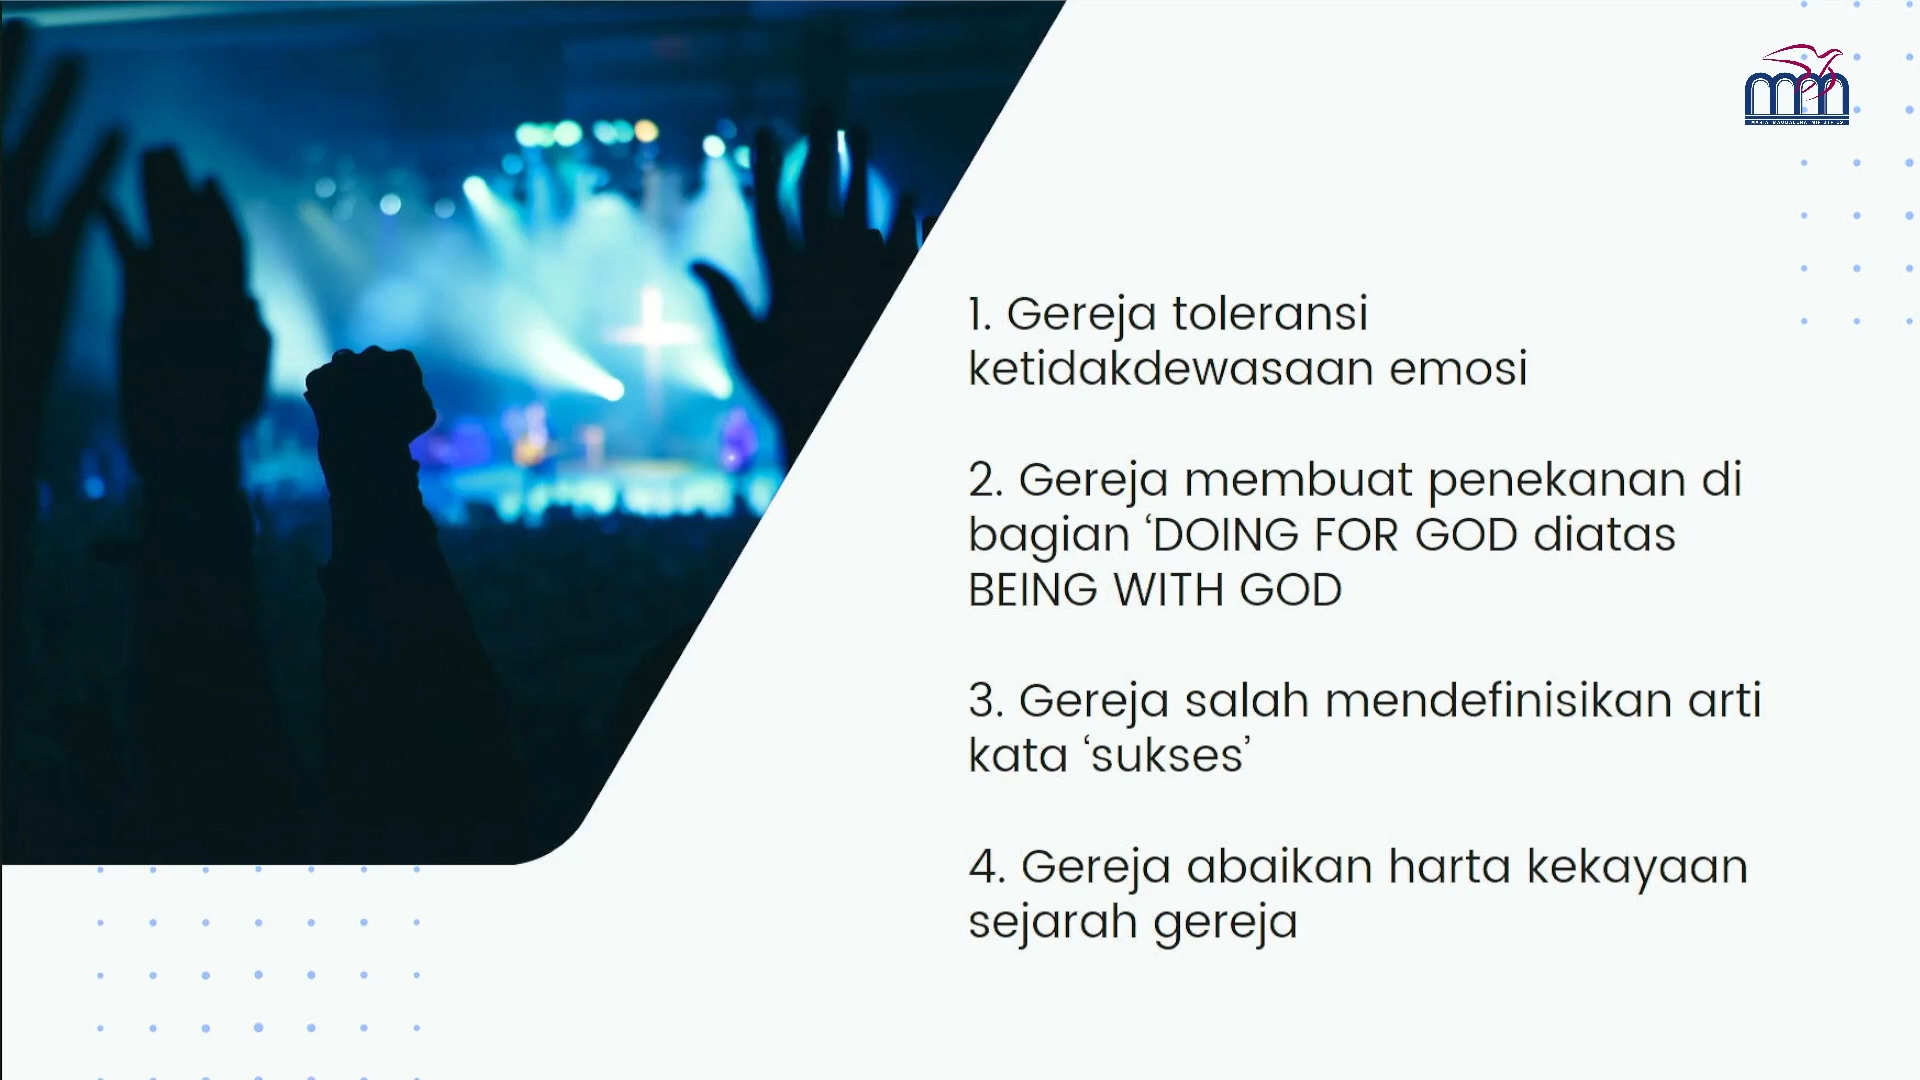 1. Gereja toleransi
ketidakdewasaan emosi
2. Gereja membuat penekanan di
bagian ‘DOING FOR GOD diatas
BEING WITH GOD
3. Gereja salah mendefinisikan arti
kata ‘sukses’
4. Gereja abaikan harta kekayaan
sejarah gereja